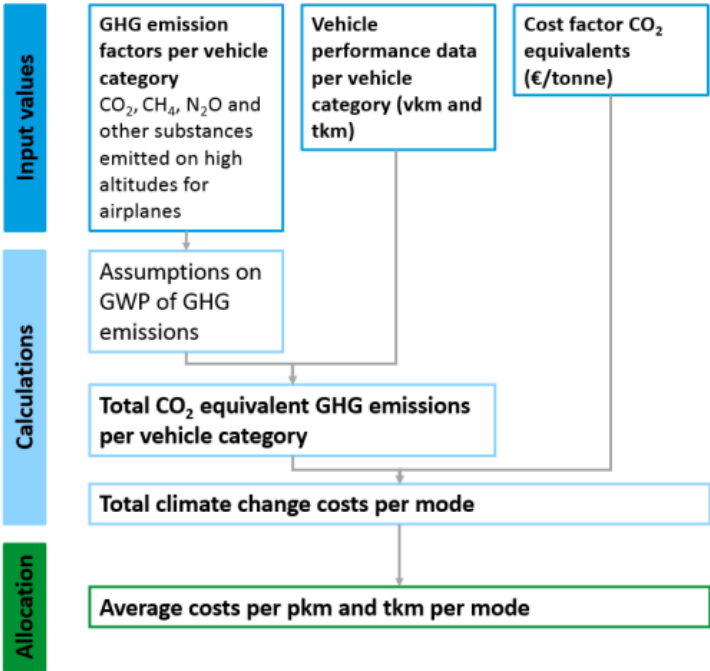 Input values
GHG emission
factors per vehicle
category
CO₂, CH₄, N₂O and
other substances
emitted on high
altitudes for
airplanes
Vehicle
performance data
per vehicle
category (vkm and
tkm)
Cost factor CO₂
equivalents
(€/tonne)
Calculations
Assumptions on
GWP of GHG
emissions
Total CO₂ equivalent GHG emissions
per vehicle category
Total climate change costs per mode
Allocation
Average costs per pkm and tkm per mode